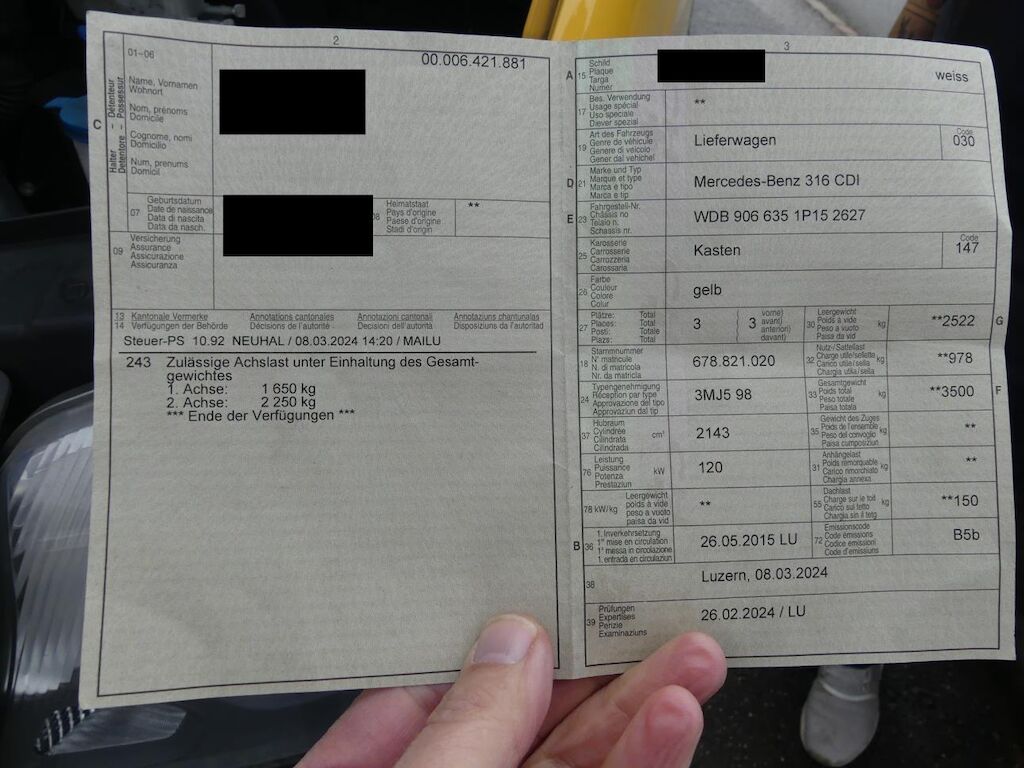 2
00.006.421.881
C
Halter – Détenteur
Detentore – Possessur
01–06
Name, Vornamen
Wohnort
Nom, prénoms
Domicile
Cognome, nomi
Domicilio
Num, prenums
Domicil
07
Geburtsdatum
Date de naissance
Data di nascita
Data da nasch.
08
Heimatstaat
Pays d'origine
Paese d'origine
Stadi d'origin
**
09
Versicherung
Assurance
Assicurazione
Assicuranza
13 Kantonale Vermerke Annotations cantonales Annotazioni cantonali Annotaziuns chantunalas
14 Verfügungen der Behörde Décisions de l'autorité Decisioni dell'autorità Disposiziuns da l'autoritad
Steuer-PS 10.92 NEUHAL / 08.03.2024 14:20 / MAILU
243 Zulässige Achslast unter Einhaltung des Gesamt-
gewichtes
1. Achse: 1 650 kg
2. Achse: 2 250 kg
*** Ende der Verfügungen ***
3
A 15
Schild
Plaque
Targa
Numer
weiss
17
Bes. Verwendung
Usage spécial
Uso speciale
Diever spezial
**
19
Art des Fahrzeugs
Genre de véhicule
Genere di veicolo
Gener dal vehichel
Lieferwagen
Code
030
D 21
Marke und Typ
Marque et type
Marca e tipo
Marca e tip
Mercedes-Benz 316 CDI
E 23
Fahrgestell-Nr.
Châssis no
Telaio n.
Schassis nr.
WDB 906 635 1P15 2627
25
Karosserie
Carrosserie
Carrozzeria
Carossaria
Kasten
Code
147
26
Farbe
Couleur
Colore
Colur
gelb
27
Plätze: Total
Places: Total
Posti: Totale
Plazs: Total
3
( 3 vorne)
avant)
anteriori)
davant)
30
Leergewicht
Poids à vide
Peso a vuoto
Paisa da vid
kg
**2522
G
18
Stammnummer
N° matricule
N. di matricola
Nr. da matricla
678.821.020
32
Nutz-/Sattellast
Charge utile/sellette
Carico utile/sella
Chargia utila/sella
kg
**978
24
Typengenehmigung
Réception par type
Approvazione del tipo
Approvaziun dal tip
3MJ5 98
33
Gesamtgewicht
Poids total
Peso totale
Paisa totala
kg
**3500
F
37
Hubraum
Cylindrée
Cilindrata
Cilindrada
cm³
2143
35
Gewicht des Zuges
Poids de l'ensemble
Peso del convoglio
Paisa cumposiziun
kg
**
76
Leistung
Puissance
Potenza
Prestaziun
kW
120
31
Anhängelast
Poids remorquable
Carico rimorchiato
Chargia annexa
kg
**
78 kW/kg
Leergewicht
poids à vide
peso a vuoto
paisa da vid
**
55
Dachlast
Charge sur le toit
Carico sul tetto
Chargia sin il tetg
kg
**150
B 36
1. Inverkehrsetzung
1re mise en circulation
1a messa in circolazione
1. entrada en circulaziun
26.05.2015 LU
72
Emissionscode
Code émissions
Codice emissioni
Code d'emissiuns
B5b
38
Luzern, 08.03.2024
39
Prüfungen
Expertises
Perizie
Examinaziuns
26.02.2024 / LU